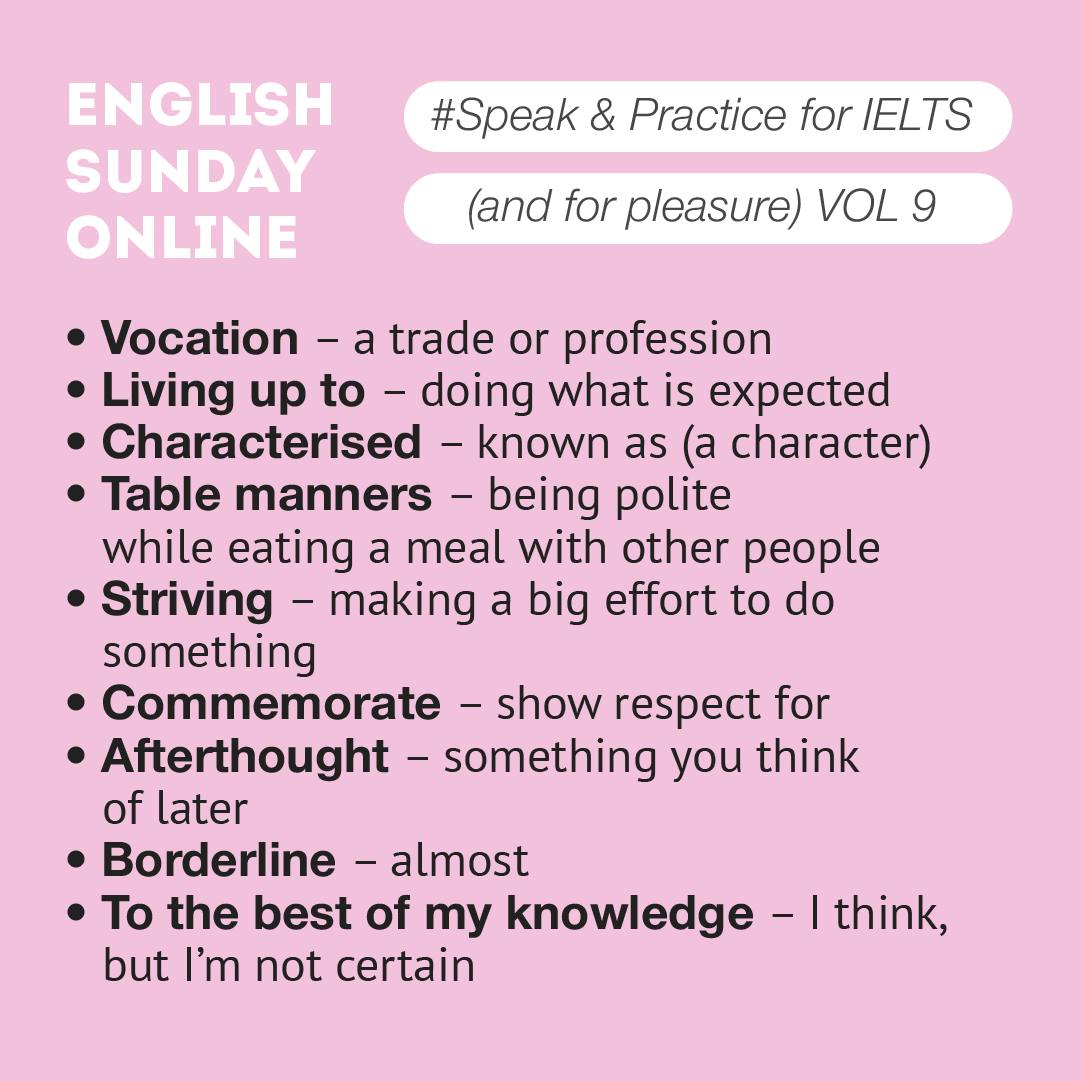 ENGLISH
SUNDAY
ONLINE
#Speak & Practice for IELTS
(and for pleasure) VOL 9
• Vocation – a trade or profession
• Living up to – doing what is expected
• Characterised – known as (a character)
• Table manners – being polite
while eating a meal with other people
• Striving – making a big effort to do
something
• Commemorate – show respect for
• Afterthought – something you think
of later
• Borderline – almost
• To the best of my knowledge – I think,
but I’m not certain